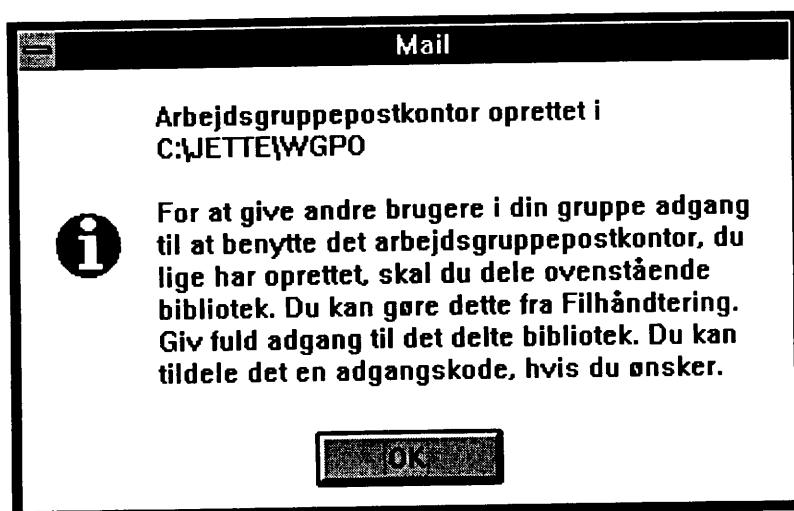 Mail
Arbejdsgruppepostkontor oprettet i
C:\JETTE\WGPO
For at give andre brugere i din gruppe adgang
til at benytte det arbejdsgruppepostkontor, du
lige har oprettet, skal du dele ovenstående
bibliotek. Du kan gøre dette fra Filhåndtering.
Giv fuld adgang til det delte bibliotek. Du kan
tildele det en adgangskode, hvis du ønsker.
OK